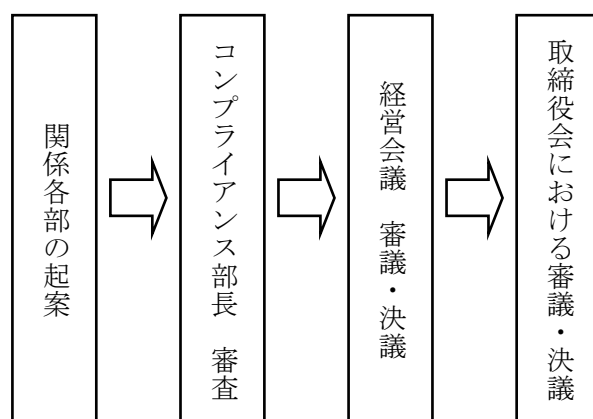 関係各部の起案
コンプライアンス部長　審査
経営会議　審議・決議
取締役会における審議・決議